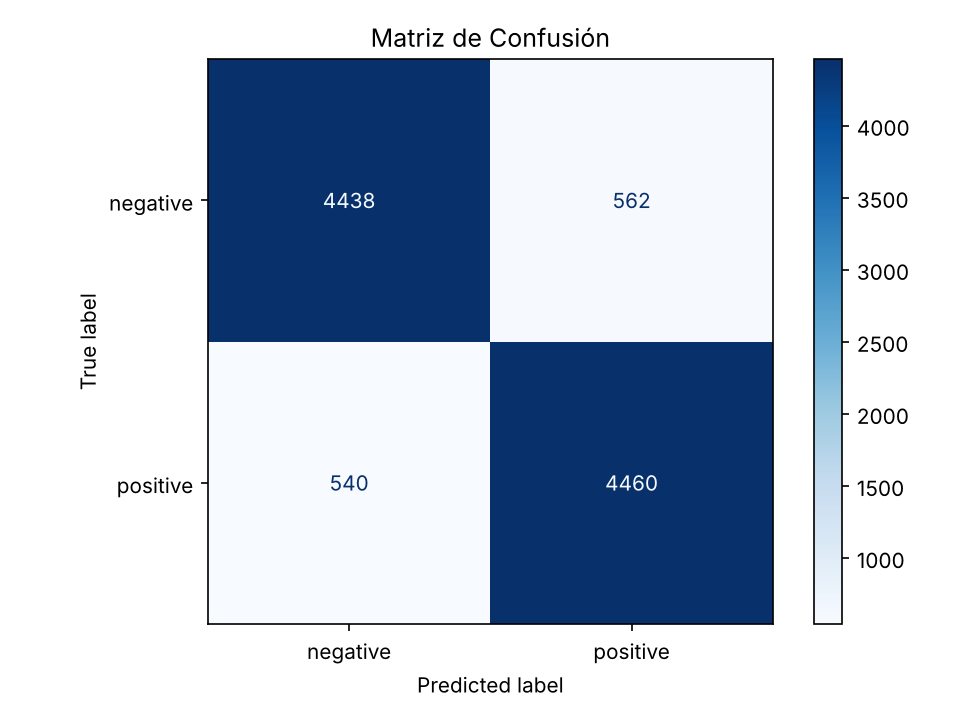 Matriz de Confusión
negative
4438
562
positive
540
4460
True label
negative
positive
Predicted label
4000
3500
3000
2500
2000
1500
1000